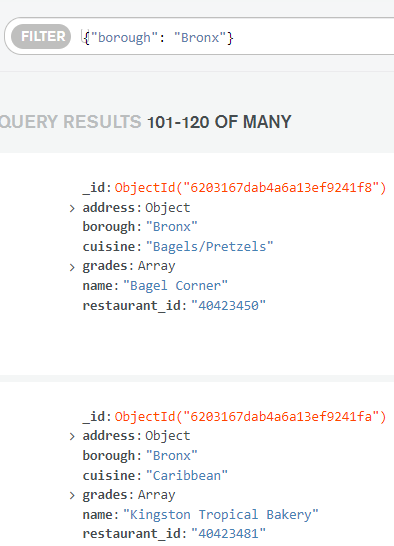 FILTER {"borough": "Bronx"}
QUERY RESULTS 101-120 OF MANY
_id: ObjectId("6203167dab4a6a13ef9241f8")
> address: Object
borough: "Bronx"
cuisine: "Bagels/Pretzels"
> grades: Array
name: "Bagel Corner"
restaurant_id: "40423450"
_id: ObjectId("6203167dab4a6a13ef9241fa")
> address: Object
borough: "Bronx"
cuisine: "Caribbean"
> grades: Array
name: "Kingston Tropical Bakery"
restaurant_id: "40423481"